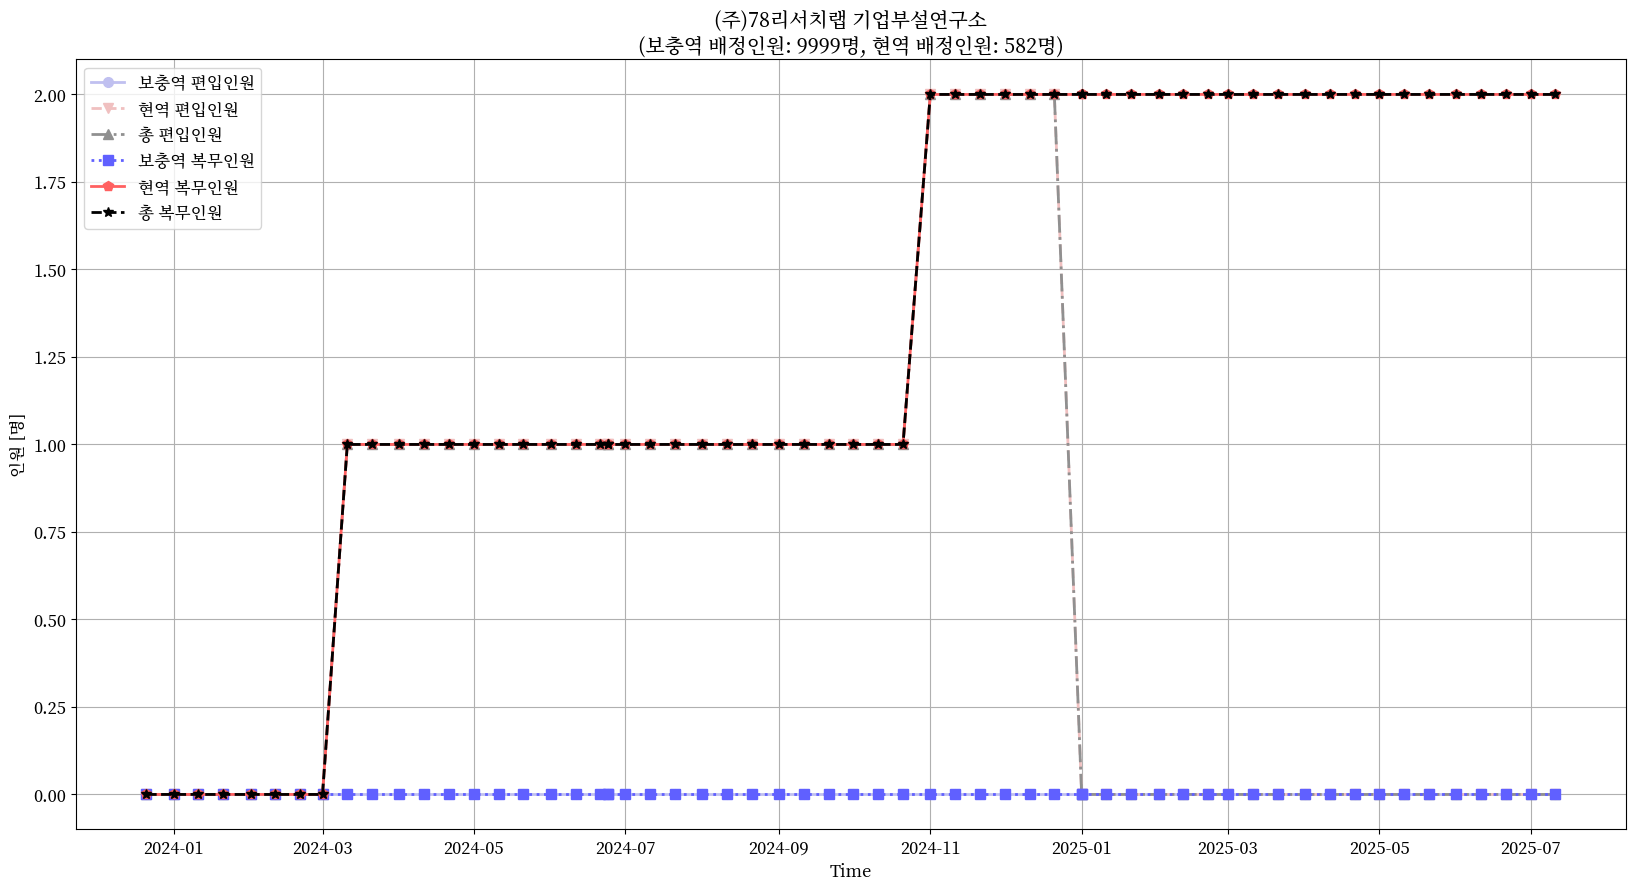 (주)78리서치랩 기업부설연구소
(보충역 배정인원: 9999명, 현역 배정인원: 582명)
보충역 편입인원
현역 편입인원
총 편입인원
보충역 복무인원
현역 복무인원
총 복무인원
2.00
1.75
1.50
1.25
1.00
0.75
0.50
0.25
0.00
인원 [명]
2024-01 2024-03 2024-05 2024-07 2024-09 2024-11 2025-01 2025-03 2025-05 2025-07
Time